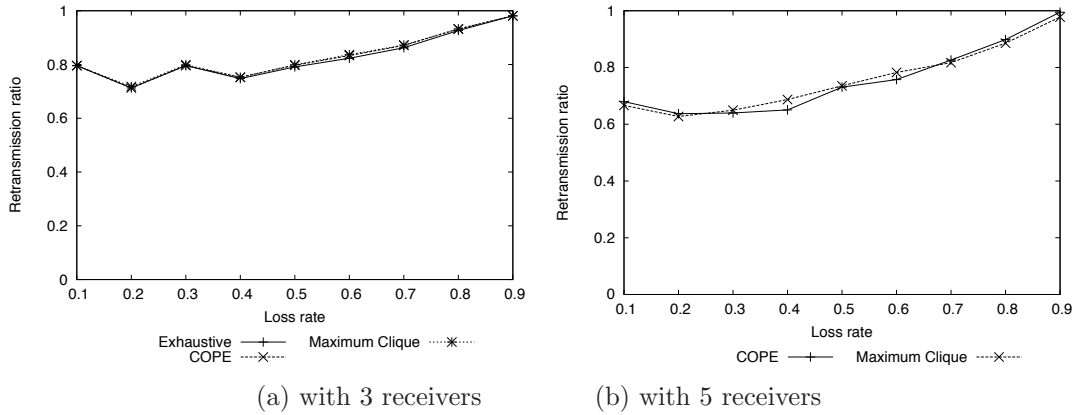 1
0.8
0.6
0.4
0.2
0
Retransmission ratio
0.1 0.2 0.3 0.4 0.5 0.6 0.7 0.8 0.9
Loss rate
Exhaustive Maximum Clique
COPE
(a) with 3 receivers
1
0.8
0.6
0.4
0.2
0
Retransmission ratio
0.1 0.2 0.3 0.4 0.5 0.6 0.7 0.8 0.9
Loss rate
COPE Maximum Clique
(b) with 5 receivers